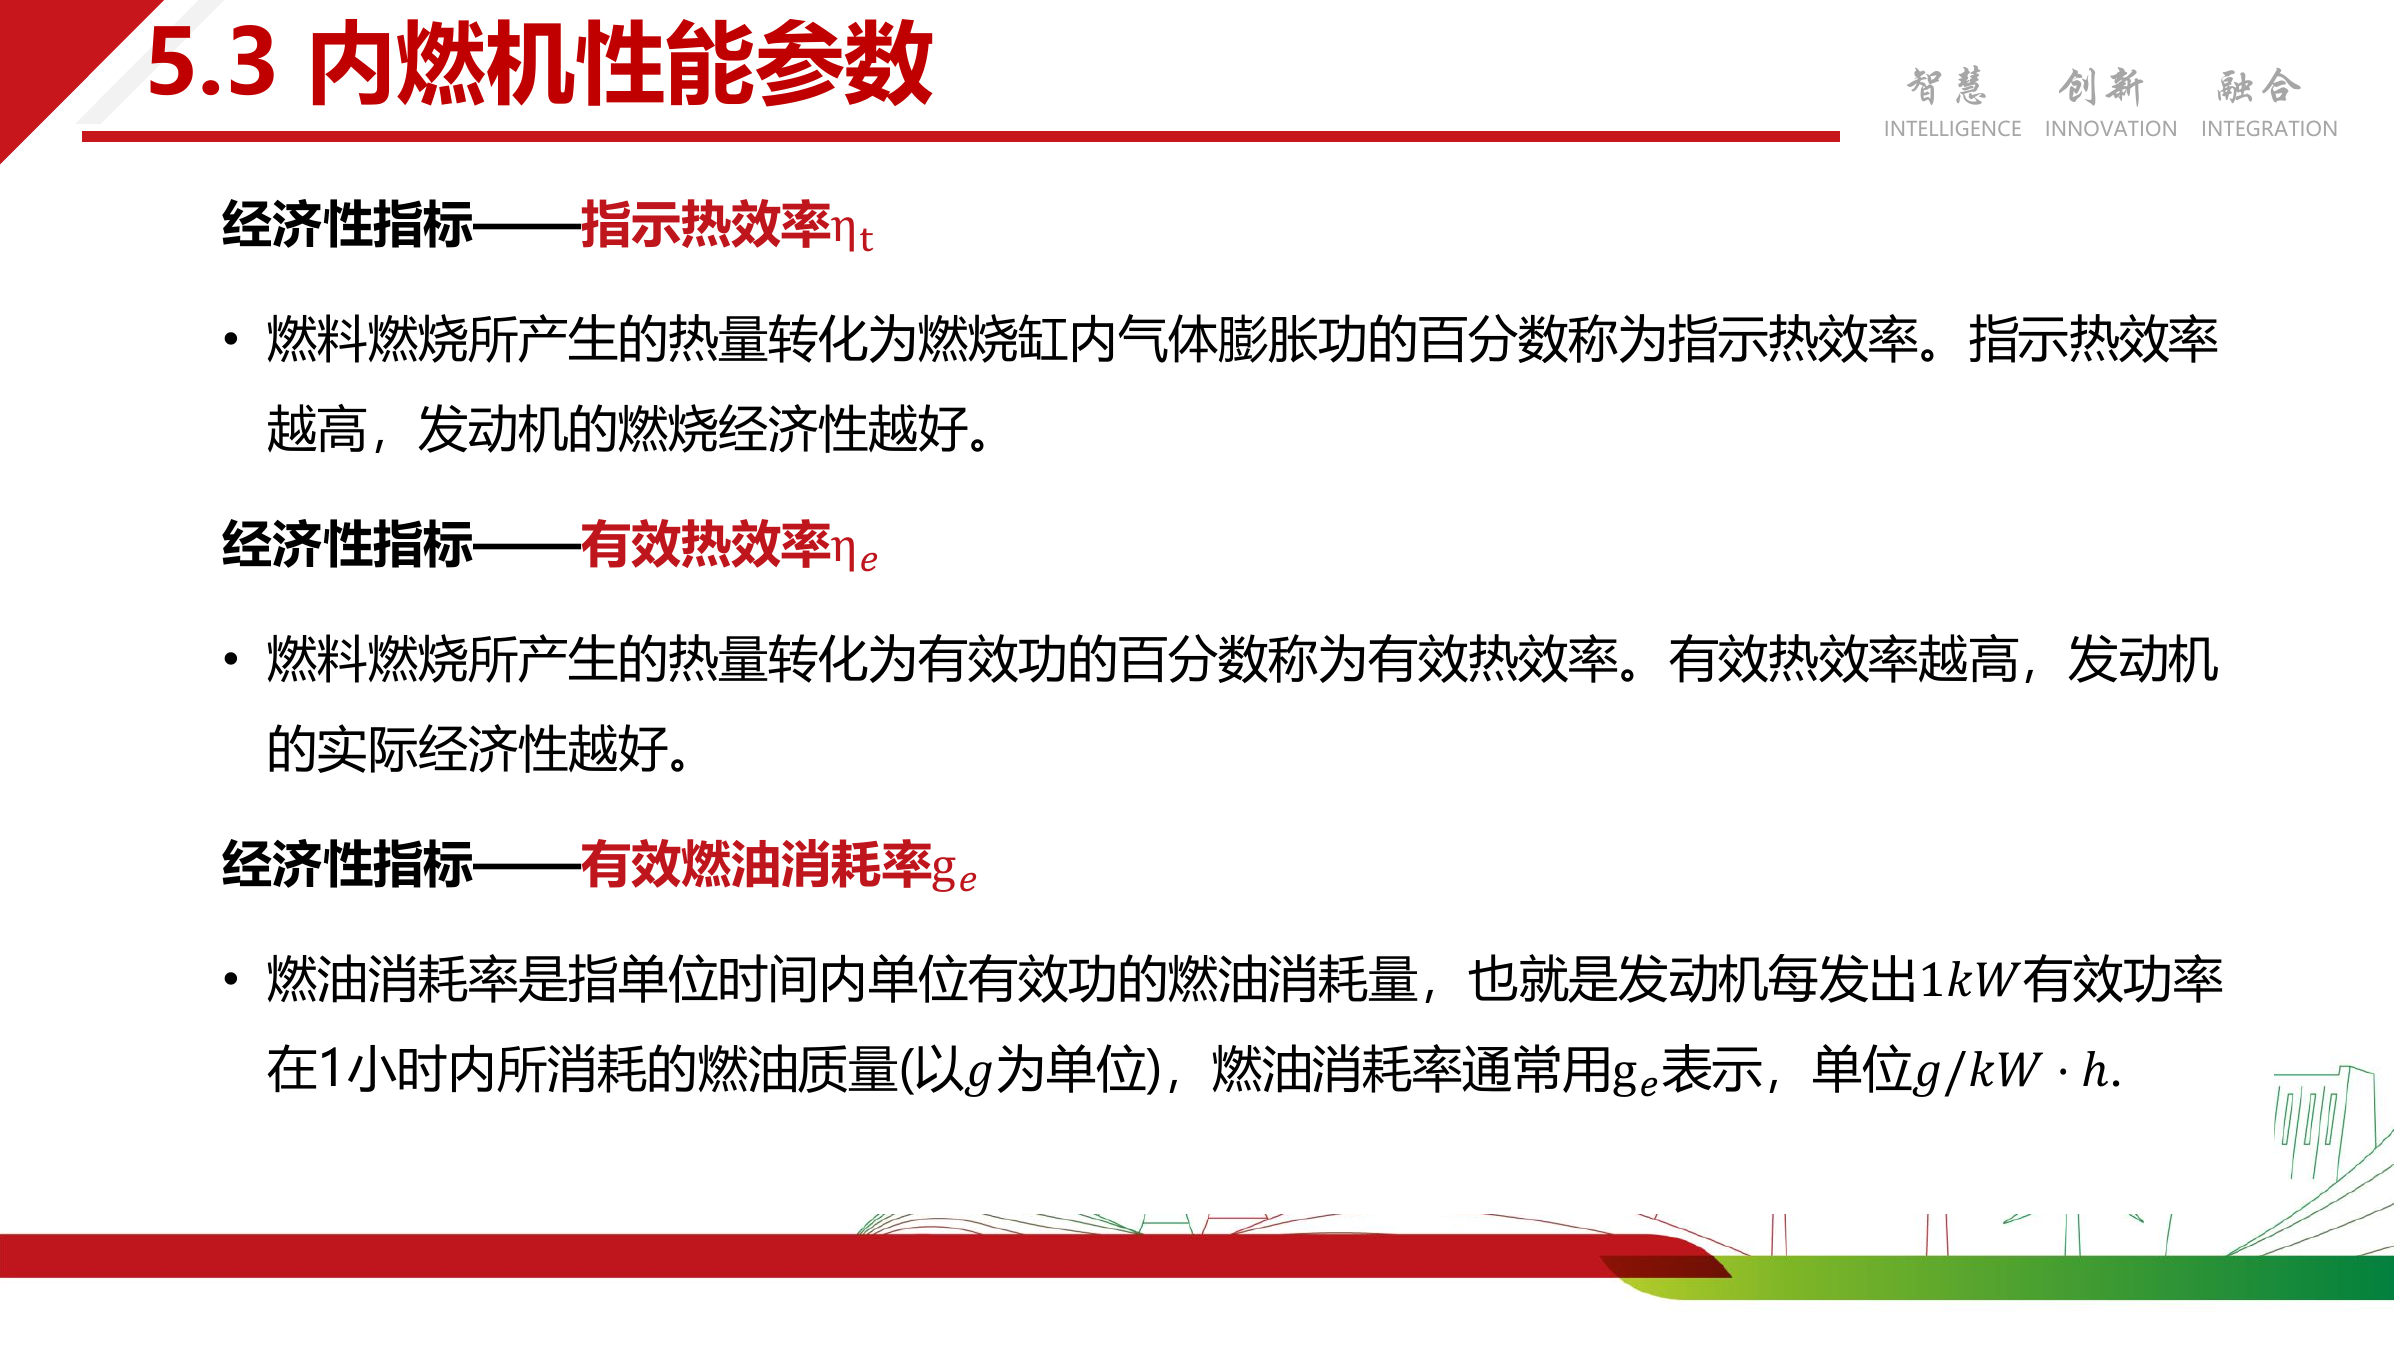 5.3 内燃机性能参数
智慧 创新 融合
INTELLIGENCE INNOVATION INTEGRATION
经济性指标——指示热效率ηt
• 燃料燃烧所产生的热量转化为燃烧缸内气体膨胀功的百分数称为指示热效率。指示热效率
越高，发动机的燃烧经济性越好。
经济性指标——有效热效率ηe
• 燃料燃烧所产生的热量转化为有效功的百分数称为有效热效率。有效热效率越高，发动机
的实际经济性越好。
经济性指标——有效燃油消耗率ge
• 燃油消耗率是指单位时间内单位有效功的燃油消耗量，也就是发动机每发出1kW有效功率
在1小时内所消耗的燃油质量(以g为单位)，燃油消耗率通常用ge表示，单位g/kW · h.